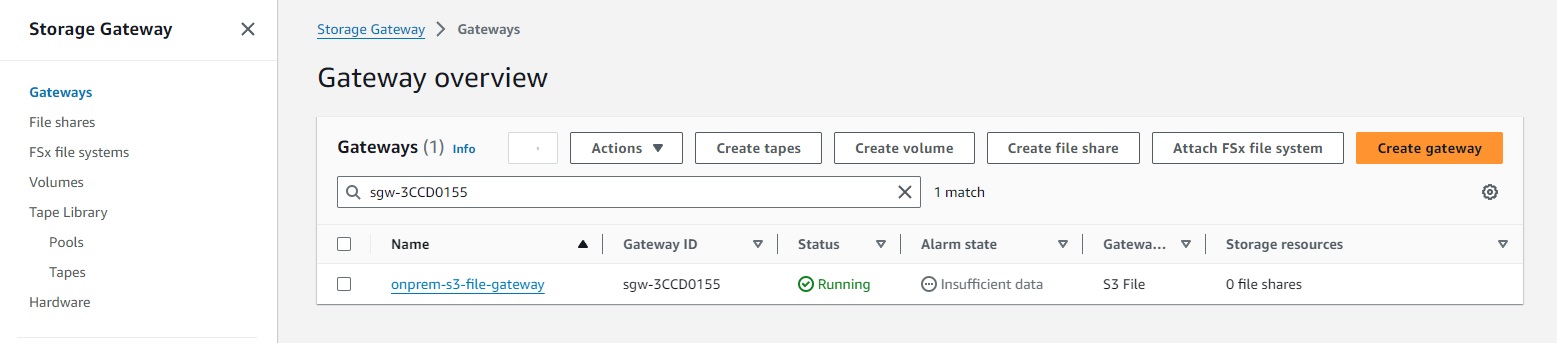 Storage Gateway
Gateways
File shares
FSx file systems
Volumes
Tape Library
Pools
Tapes
Hardware
Storage Gateway > Gateways
Gateway overview
Gateways (1) Info Actions Create tapes Create volume Create file share Attach FSx file system Create gateway
sgw-3CCD0155 1 match
Name Gateway ID Status Alarm state Gatewa... Storage resources
onprem-s3-file-gateway sgw-3CCD0155 Running Insufficient data S3 File 0 file shares